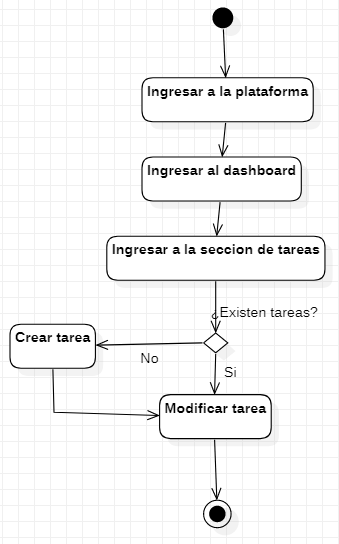 Ingresar a la plataforma
Ingresar al dashboard
Ingresar a la seccion de tareas
¿Existen tareas?
Crear tarea
No
Si
Modificar tarea